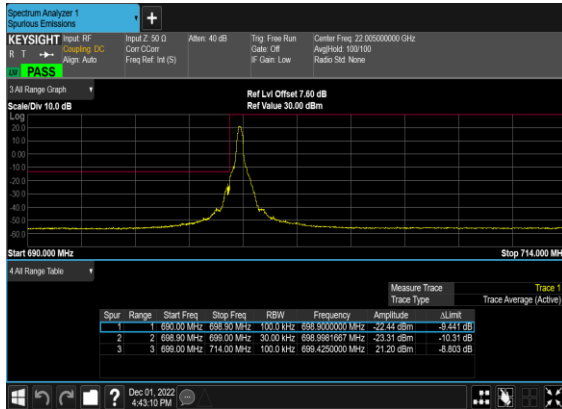 Spectrum Analyzer 1
Spurious Emissions
+
KEYSIGHT
R T
LV PASS
Input: RF
Coupling: DC
Align: Auto
Input Z: 50 Ω
Corr CCorr
Freq Ref: Int (S)
Atten: 40 dB
Trig: Free Run
Gate: Off
IF Gain: Low
Center Freq: 22.005000000 GHz
Avg|Hold: 100/100
Radio Std: None
3 All Range Graph
Scale/Div 10.0 dB
Ref Lvl Offset 7.60 dB
Ref Value 30.00 dBm
Log
20.0
10.0
0.00
-10.0
-20.0
-30.0
-40.0
-50.0
-60.0
Start 690.000 MHz
Stop 714.000 MH
4 All Range Table
Measure Trace Trace 1
Trace Type Trace Average (Active)
Spur Range Start Freq Stop Freq RBW Frequency Amplitude ΔLimit
1 1 690.00 MHz 698.90 MHz 100.0 kHz 698.9000000 MHz -22.44 dBm -9.441 dB
2 2 698.90 MHz 699.00 MHz 30.00 kHz 698.9981667 MHz -23.31 dBm -10.31 dB
3 3 699.00 MHz 714.00 MHz 100.0 kHz 699.4250000 MHz 21.20 dBm -8.803 dB
?
Dec 01, 2022
4:43:10 PM